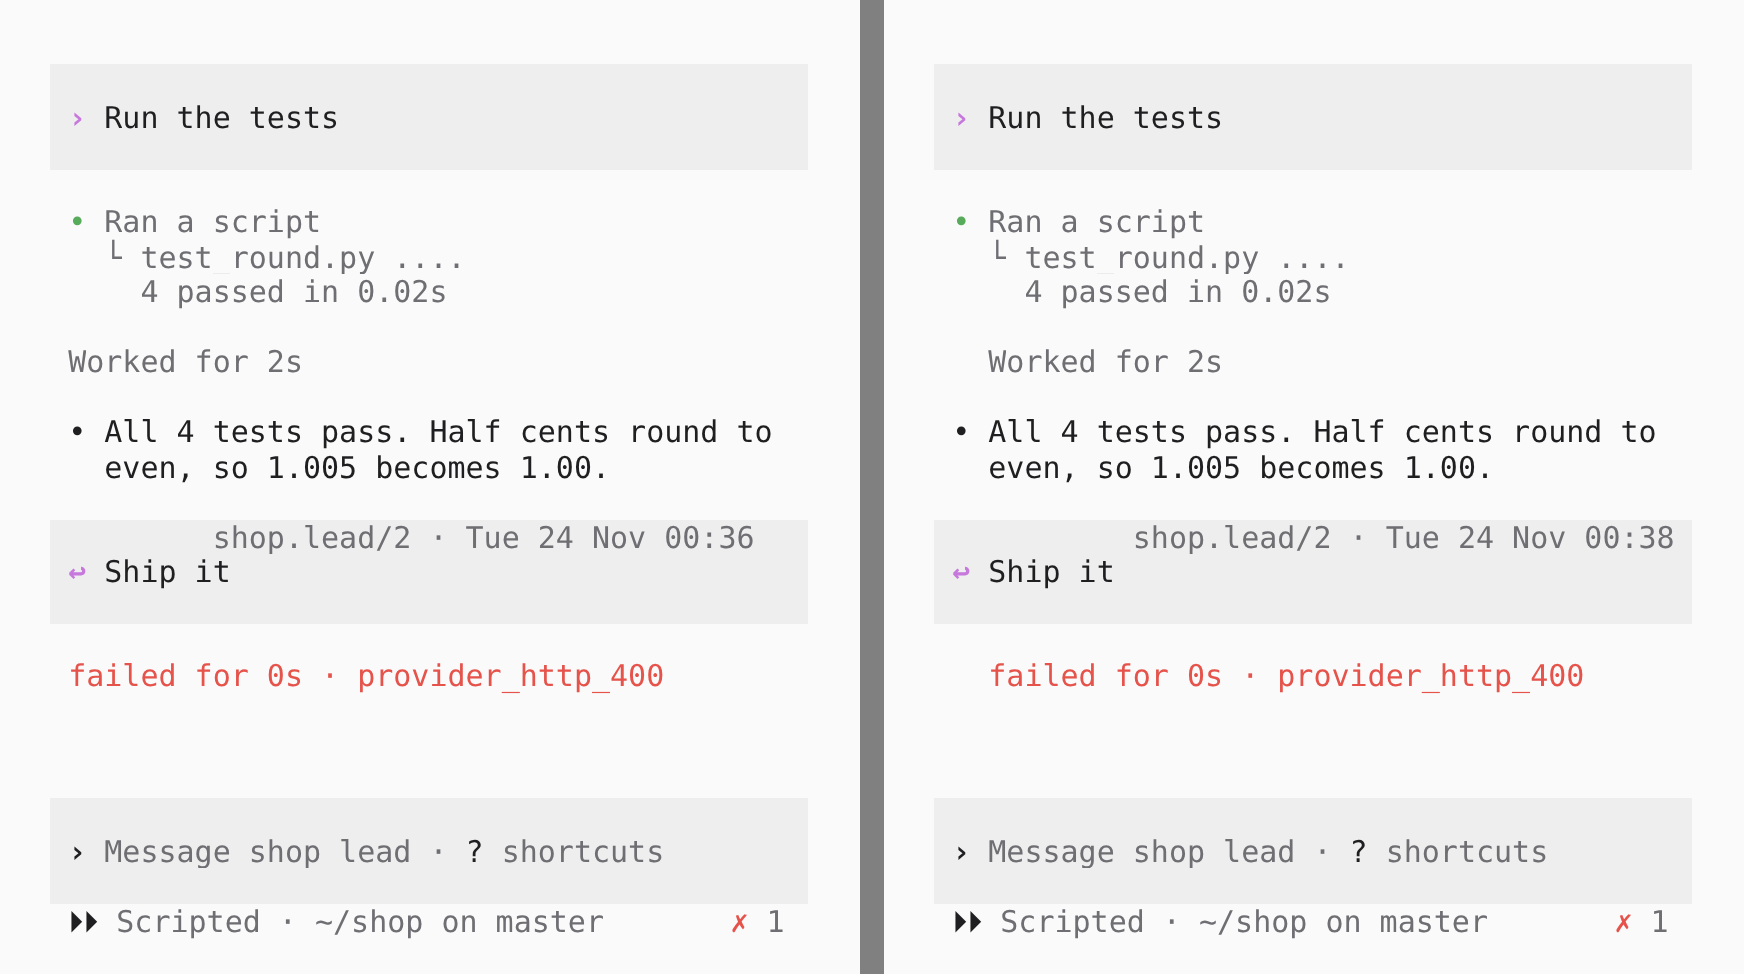 › Run the tests
• Ran a script
└ test_round.py ....
4 passed in 0.02s
Worked for 2s
• All 4 tests pass. Half cents round to
even, so 1.005 becomes 1.00.
shop.lead/2 · Tue 24 Nov 00:36
↩ Ship it
failed for 0s · provider_http_400
› Message shop lead · ? shortcuts
⏵⏵ Scripted · ~/shop on master ✗ 1
› Run the tests
• Ran a script
└ test_round.py ....
4 passed in 0.02s
Worked for 2s
• All 4 tests pass. Half cents round to
even, so 1.005 becomes 1.00.
shop.lead/2 · Tue 24 Nov 00:38
↩ Ship it
failed for 0s · provider_http_400
› Message shop lead · ? shortcuts
⏵⏵ Scripted · ~/shop on master ✗ 1